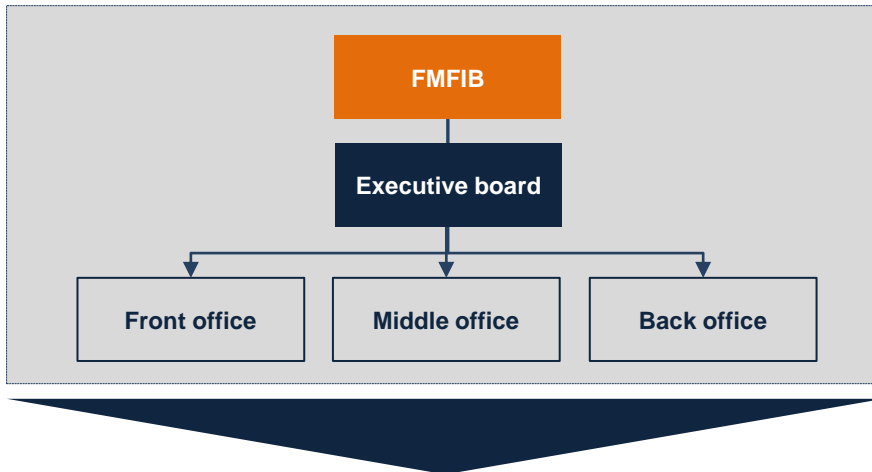 FMFIB
Executive board
Front office
Middle office
Back office